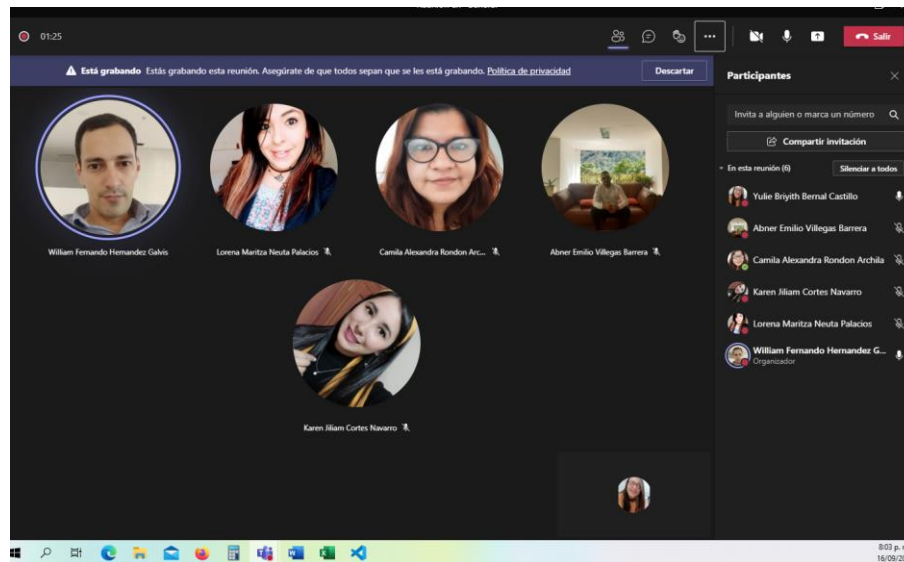 01:25
Salir
Está grabando Estás grabando esta reunión. Asegúrate de que todos sepan que se les está grabando. Política de privacidad
Descartar
Participantes
Invita a alguien o marca un número
Compartir invitación
En esta reunión (6)
Silenciar a todos
Yulie Briyith Bernal Castillo
Abner Emilio Villegas Barrera
Camila Alexandra Rondon Archila
Karen Jiliam Cortes Navarro
Lorena Maritza Neuta Palacios
William Fernando Hernandez G...
Organizador
William Fernando Hernandez Galvis
Lorena Maritza Neuta Palacios
Camila Alexandra Rondon Arc...
Abner Emilio Villegas Barrera
Karen Jiliam Cortes Navarro
8:03 p.
16/09/20